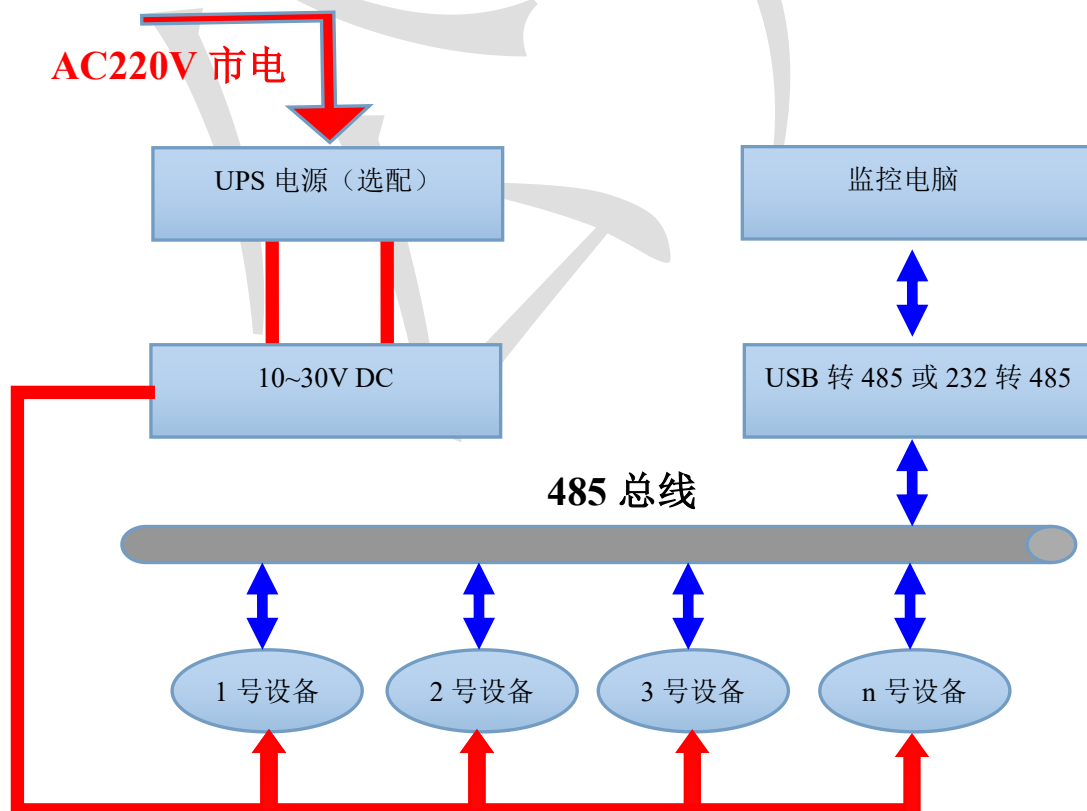 AC220V 市电
UPS 电源（选配）
监控电脑
10~30V DC
USB 转 485 或 232 转 485
485 总线
1 号设备
2 号设备
3 号设备
n 号设备